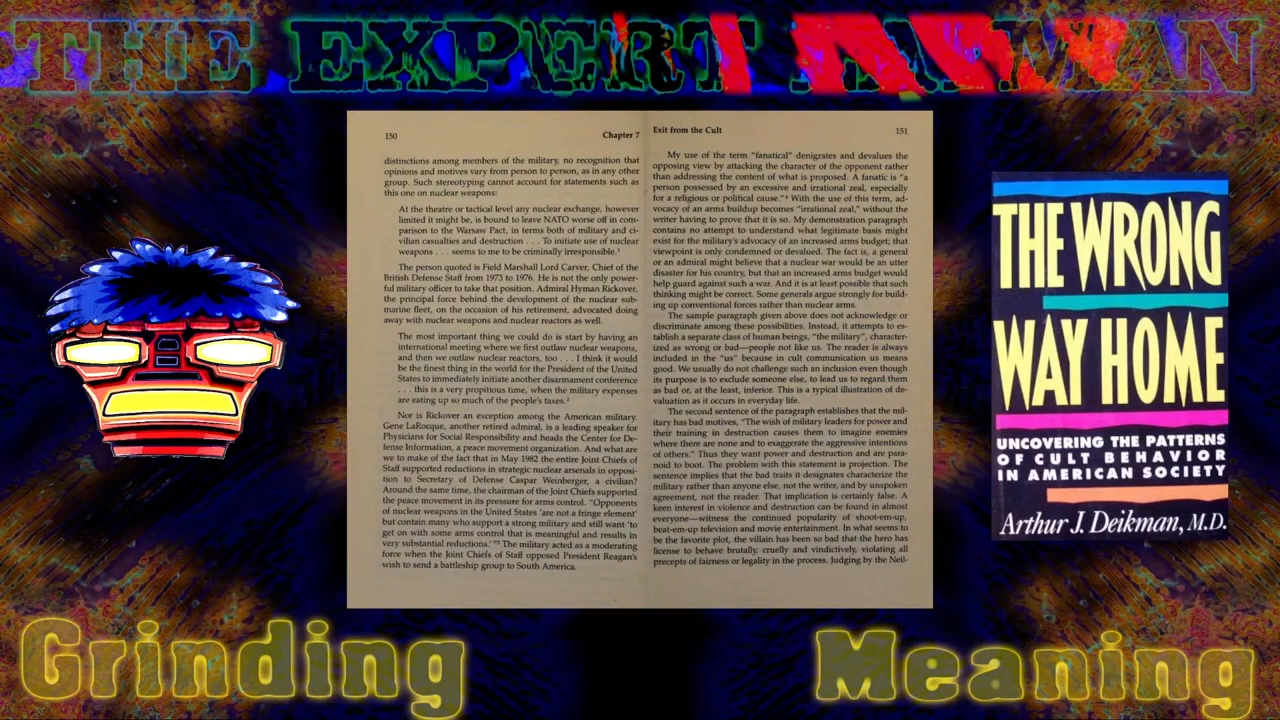 THE EXPERT HUMAN
150
Chapter 7
distinctions among members of the military, no recognition that
opinions and motives vary from person to person, as in any other
group. Such stereotyping cannot account for statements such as
this one on nuclear weapons:
At the theatre or tactical level any nuclear exchange, however
limited it might be, is bound to leave NATO worse off in com-
parison to the Warsaw Pact, in terms both of military and ci-
vilian casualties and destruction . . . To initiate use of nuclear
weapons . . . seems to me to be criminally irresponsible.¹
The person quoted is Field Marshall Lord Carver, Chief of the
British Defense Staff from 1973 to 1976. He is not the only power-
ful military officer to take that position. Admiral Hyman Rickover,
the principal force behind the development of the nuclear sub-
marine fleet, on the occasion of his retirement, advocated doing
away with nuclear weapons and nuclear reactors as well.
The most important thing we could do is start by having an
international meeting where we first outlaw nuclear weapons,
and then we outlaw nuclear reactors, too . . . I think it would
be the finest thing in the world for the President of the United
States to immediately initiate another disarmament conference
. . . this is a very propitious time, when the military expenses
are eating up so much of the people's taxes.²
Nor is Rickover an exception among the American military.
Gene LaRocque, another retired admiral, is a leading speaker for
Physicians for Social Responsibility and heads the Center for De-
fense Information, a peace movement organization. And what are
we to make of the fact that in May 1982 the entire Joint Chiefs of
Staff supported reductions in strategic nuclear arsenals in opposi-
tion to Secretary of Defense Caspar Weinberger, a civilian?
Around the same time, the chairman of the Joint Chiefs supported
the peace movement in its pressure for arms control. "Opponents
of nuclear weapons in the United States 'are not a fringe element'
but contain many who support a strong military and still want 'to
get on with some arms control that is meaningful and results in
very substantial reductions.' "³ The military acted as a moderating
force when the Joint Chiefs of Staff opposed President Reagan's
wish to send a battleship group to South America.
Exit from the Cult
151
My use of the term "fanatical" denigrates and devalues the
opposing view by attacking the character of the opponent rather
than addressing the content of what is proposed. A fanatic is "a
person possessed by an excessive and irrational zeal, especially
for a religious or political cause."⁴ With the use of this term, ad-
vocacy of an arms buildup becomes "irrational zeal," without the
writer having to prove that it is so. My demonstration paragraph
contains no attempt to understand what legitimate basis might
exist for the military's advocacy of an increased arms budget; that
viewpoint is only condemned or devalued. The fact is, a general
or an admiral might believe that a nuclear war would be an utter
disaster for his country, but that an increased arms budget would
help guard against such a war. And it is at least possible that such
thinking might be correct. Some generals argue strongly for build-
ing up conventional forces rather than nuclear arms.
The sample paragraph given above does not acknowledge or
discriminate among these possibilities. Instead, it attempts to es-
tablish a separate class of human beings, "the military", character-
ized as wrong or bad—people not like us. The reader is always
included in the "us" because in cult communication us means
good. We usually do not challenge such an inclusion even though
its purpose is to exclude someone else, to lead us to regard them
as bad or, at the least, inferior. This is a typical illustration of de-
valuation as it occurs in everyday life.
The second sentence of the paragraph establishes that the mil-
itary has bad motives, "The wish of military leaders for power and
their training in destruction causes them to imagine enemies
where there are none and to exaggerate the aggressive intentions
of others." Thus they want power and destruction and are para-
noid to boot. The problem with this statement is projection. The
sentence implies that the bad traits it designates characterize the
military rather than anyone else, not the writer, and by unspoken
agreement, not the reader. That implication is certainly false. A
keen interest in violence and destruction can be found in almost
everyone—witness the continued popularity of shoot-em-up,
beat-em-up television and movie entertainment. In what seems to
be the favorite plot, the villain has been so bad that the hero has
license to behave brutally, cruelly and vindictively, violating all
precepts of fairness or legality in the process. Judging by the Neil-
THE WRONG
WAY HOME
UNCOVERING THE PATTERNS
OF CULT BEHAVIOR
IN AMERICAN SOCIETY
Arthur J. Deikman, M.D.
Grinding
Meaning